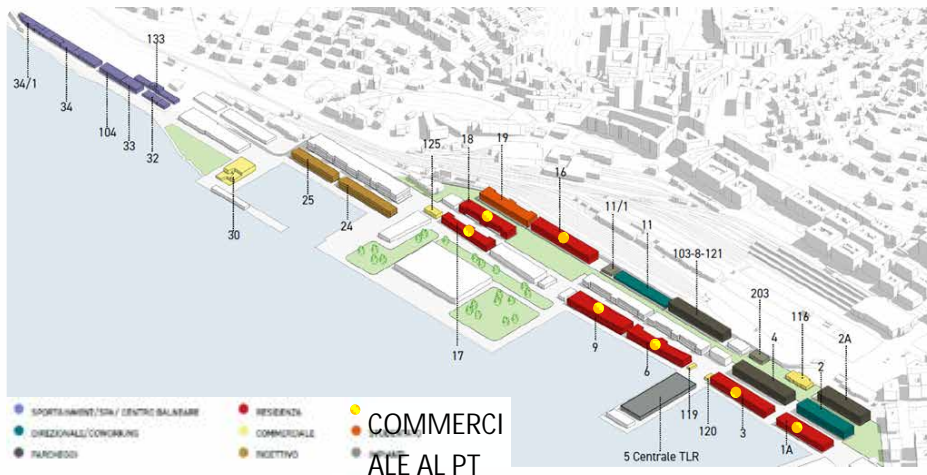 133
34/1
34
104
33
32
30
25
24
125
18
19
16
17
11/1
11
103-8-121
9
6
203
116
4
2
2A
119
120
3
1A
5 Centrale TLR
SPORTAINMENT/SPA/ CENTRO BALNEARE
DIREZIONALE/COWORKING
PARCHEGGI
RESIDENZA
COMMERCIALE
RICETTIVO
COMMERCI
ALE AL PT